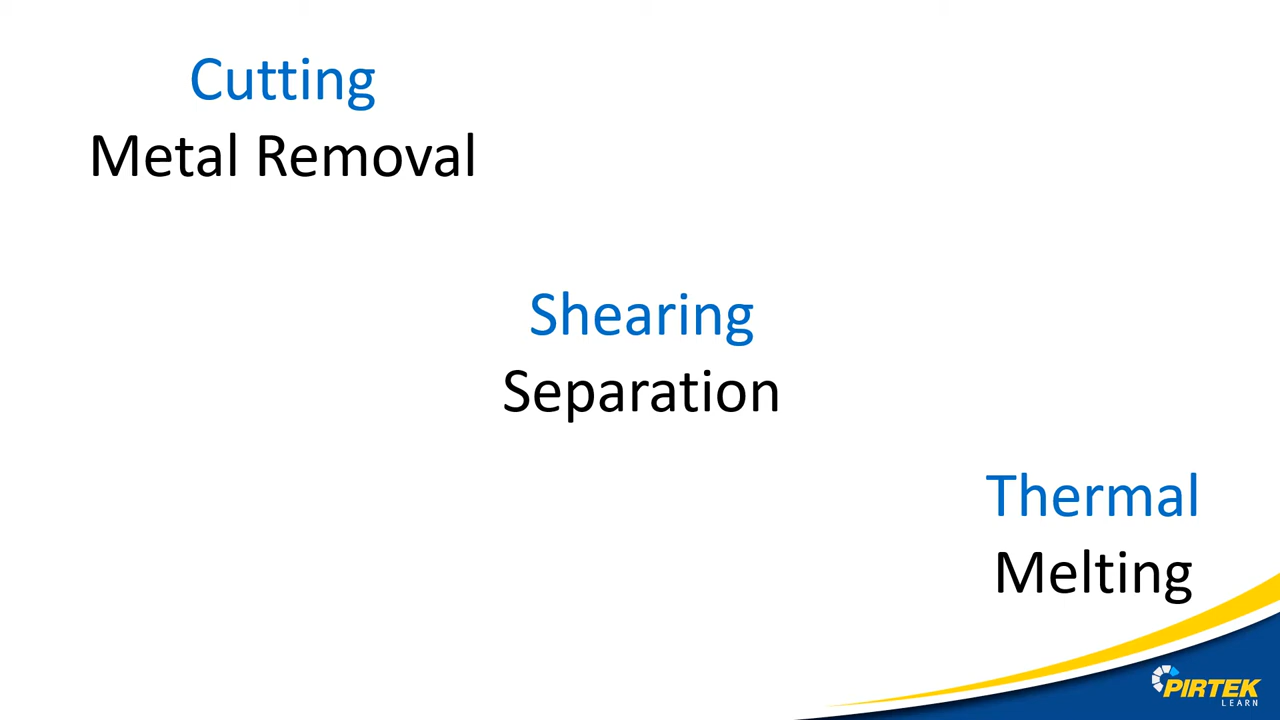 Cutting
Metal Removal
Shearing
Separation
Thermal
Melting
PIRTEK
LEARN